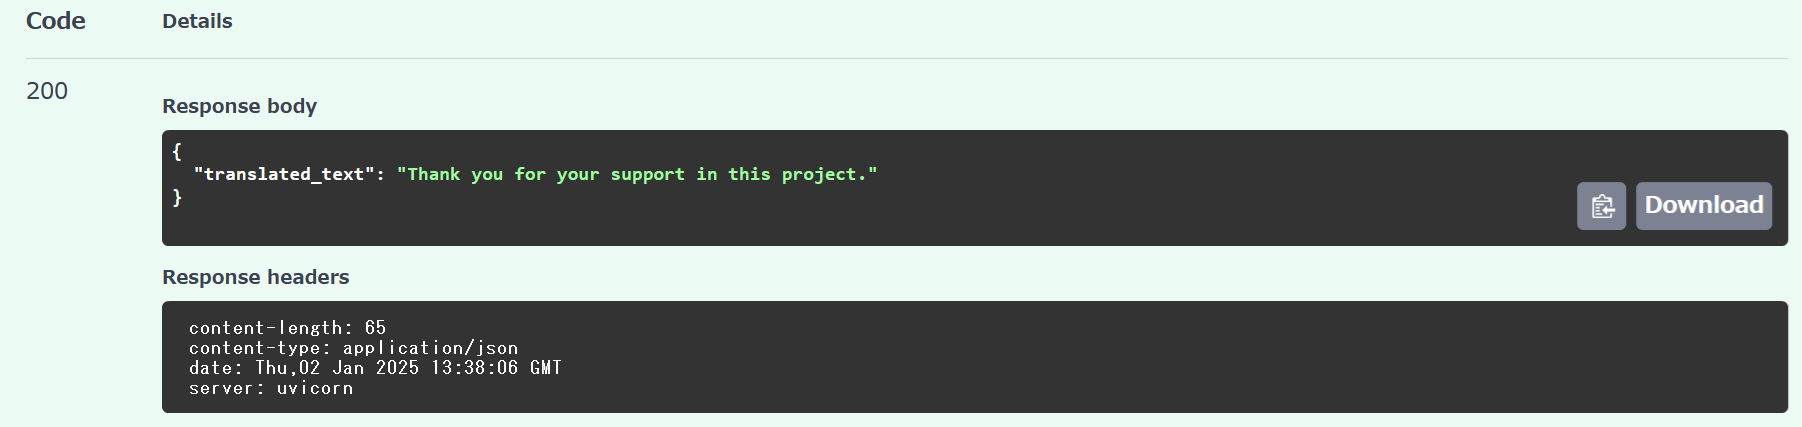 Code Details
200
Response body
{
"translated_text": "Thank you for your support in this project."
}
Download
Response headers
content-length: 65
content-type: application/json
date: Thu,02 Jan 2025 13:38:06 GMT
server: uvicorn